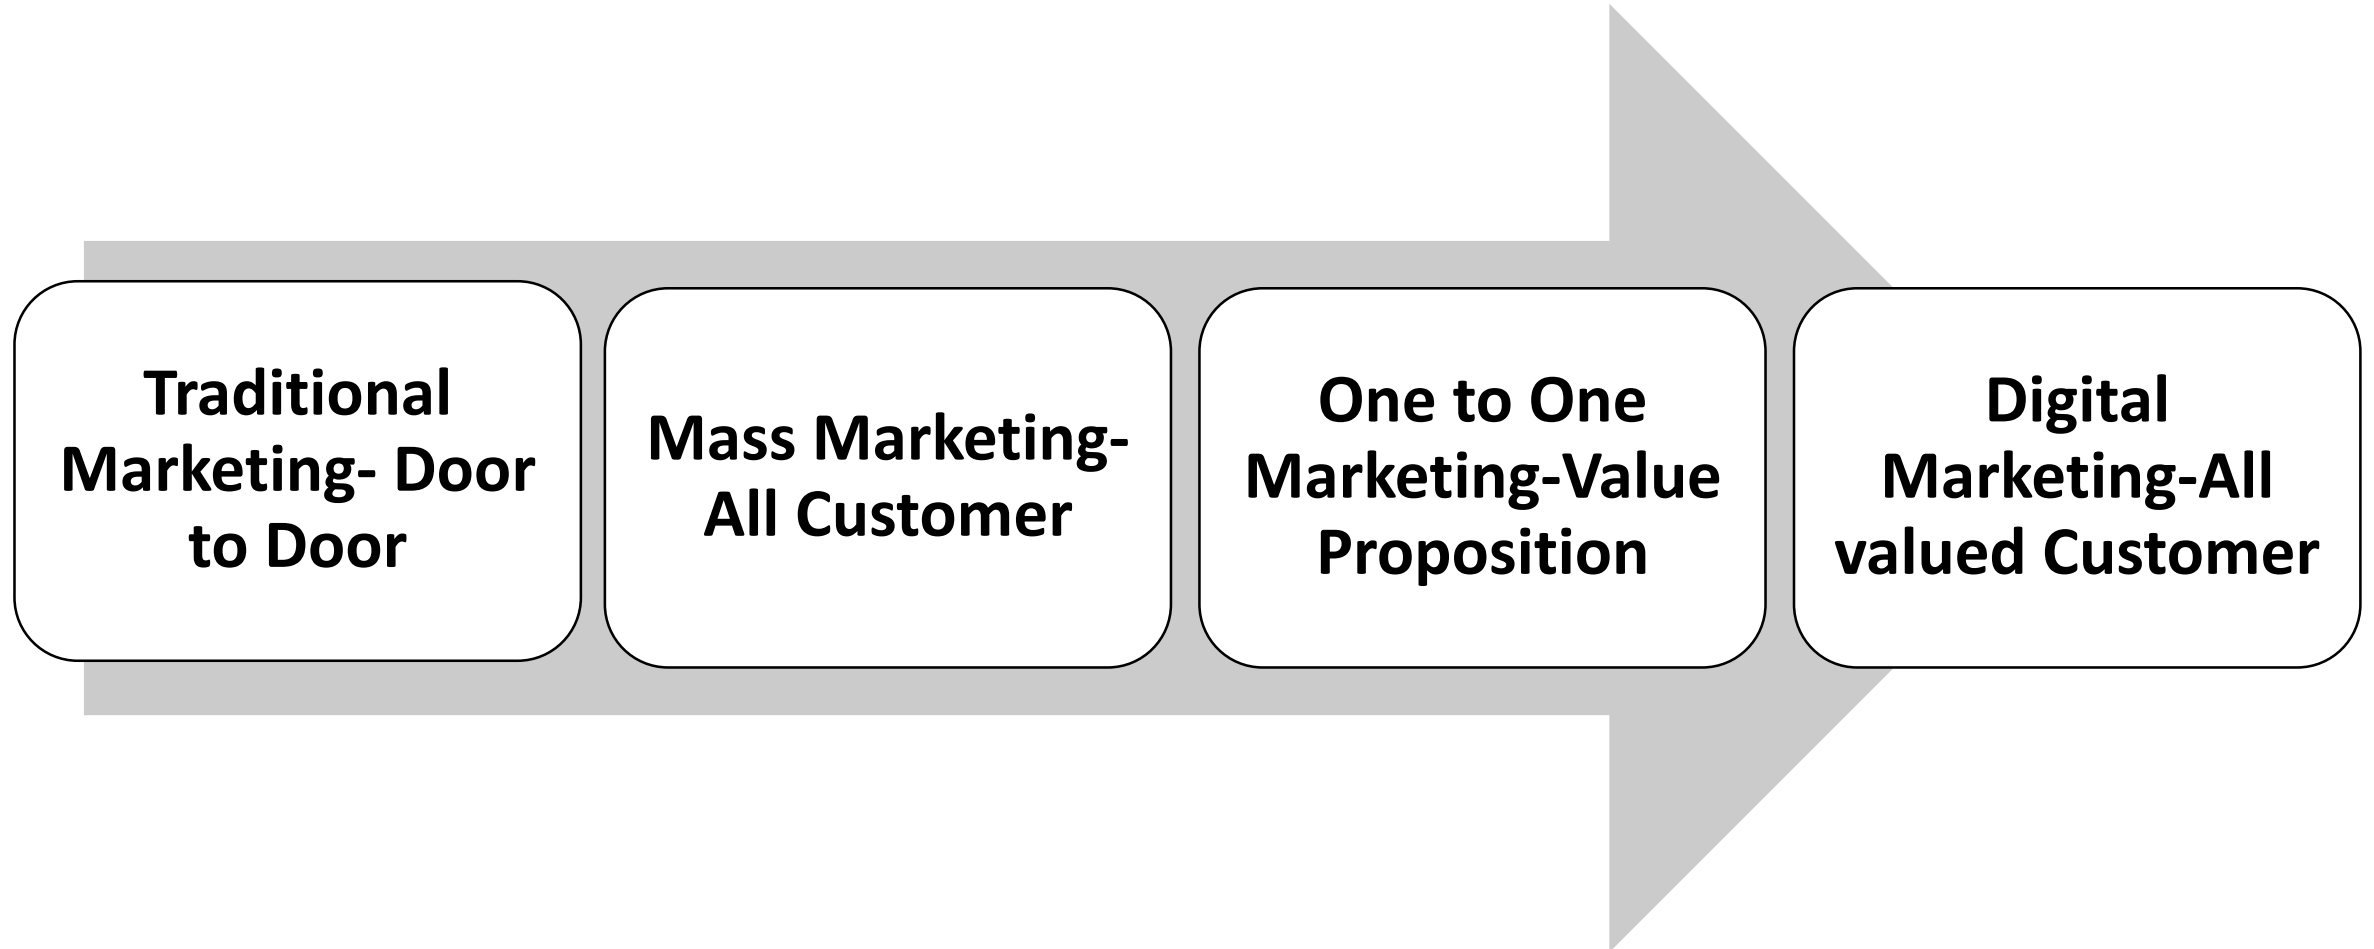 Traditional
Marketing- Door
to Door
Mass Marketing-
All Customer
One to One
Marketing-Value
Proposition
Digital
Marketing-All
valued Customer